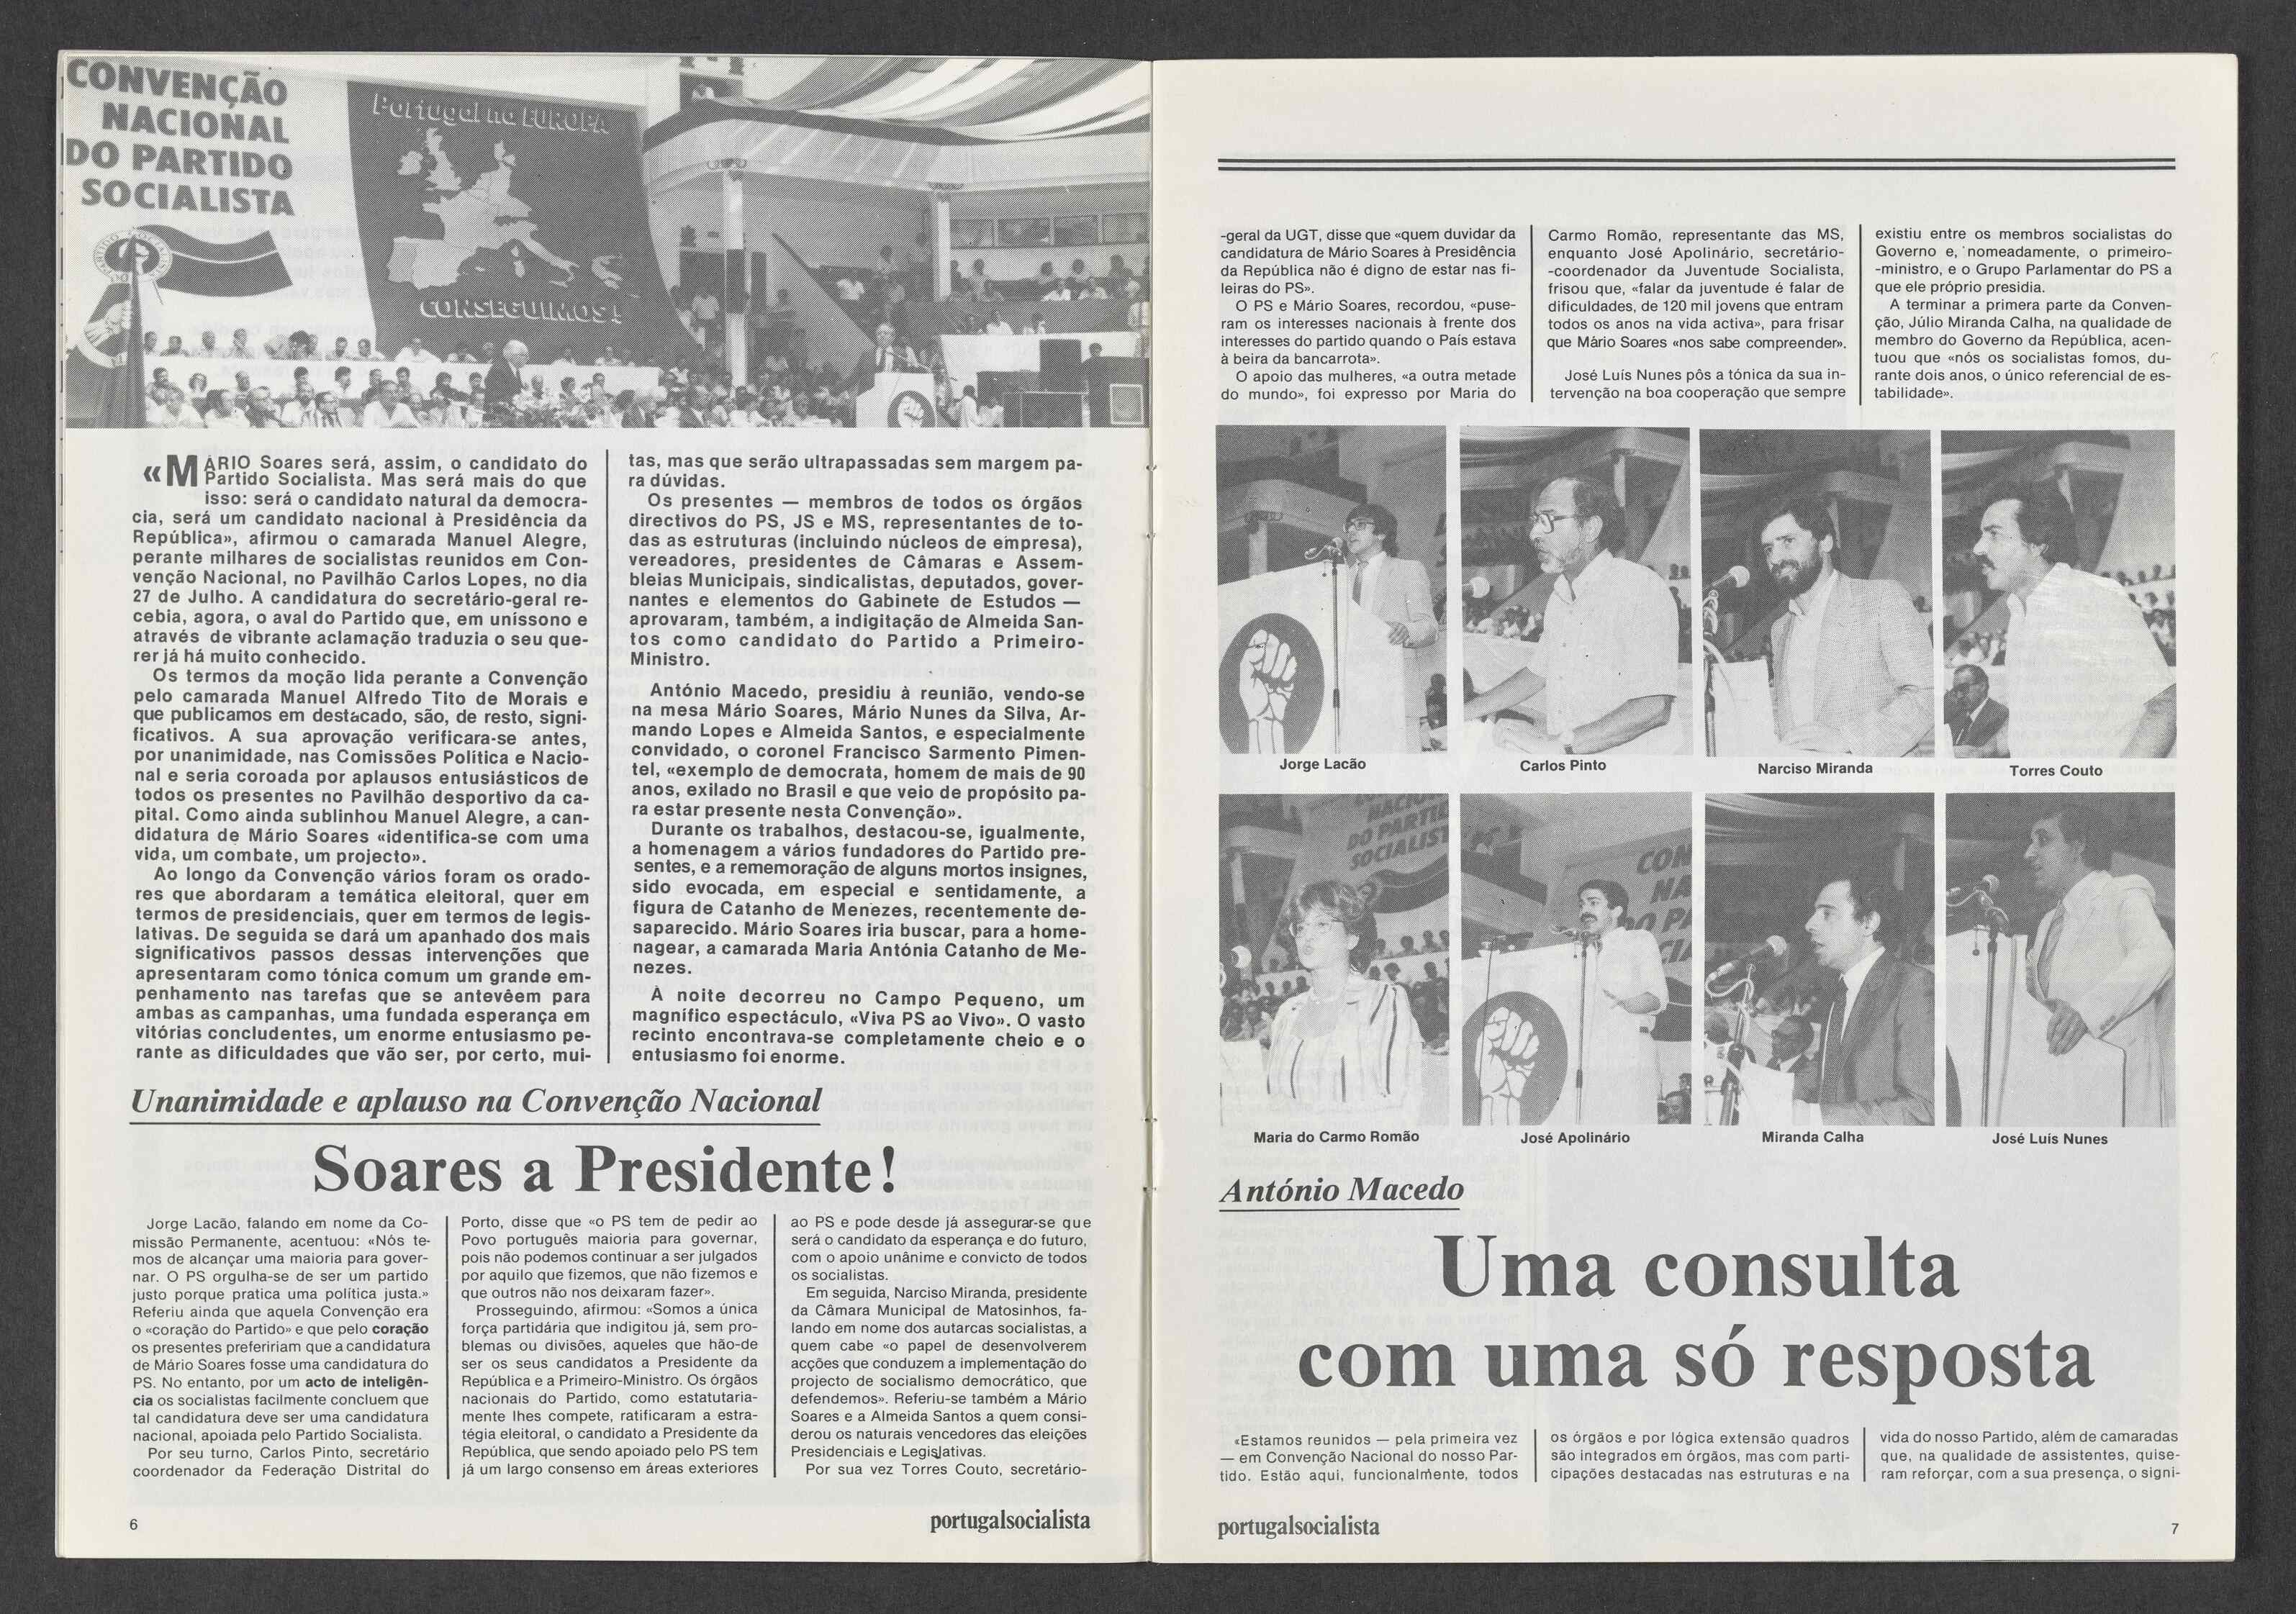 CONVENÇÃO
NACIONAL
DO PARTIDO
SOCIALISTA
Portugal na EUROPA
CONSEGUIMOS!
«MÁRIO Soares será, assim, o candidato do
Partido Socialista. Mas será mais do que
isso: será o candidato natural da democra-
cia, será um candidato nacional à Presidência da
República», afirmou o camarada Manuel Alegre,
perante milhares de socialistas reunidos em Con-
venção Nacional, no Pavilhão Carlos Lopes, no dia
27 de Julho. A candidatura do secretário-geral re-
cebia, agora, o aval do Partido que, em uníssono e
através de vibrante aclamação traduzia o seu que-
rer já há muito conhecido.
Os termos da moção lida perante a Convenção
pelo camarada Manuel Alfredo Tito de Morais e
que publicamos em destacado, são, de resto, signi-
ficativos. A sua aprovação verificara-se antes,
por unanimidade, nas Comissões Política e Nacio-
nal e seria coroada por aplausos entusiásticos de
todos os presentes no Pavilhão desportivo da ca-
pital. Como ainda sublinhou Manuel Alegre, a can-
didatura de Mário Soares «identifica-se com uma
vida, um combate, um projecto».
Ao longo da Convenção vários foram os orado-
res que abordaram a temática eleitoral, quer em
termos de presidenciais, quer em termos de legis-
lativas. De seguida se dará um apanhado dos mais
significativos passos dessas intervenções que
apresentaram como tónica comum um grande em-
penhamento nas tarefas que se antevêem para
ambas as campanhas, uma fundada esperança em
vitórias concludentes, um enorme entusiasmo pe-
rante as dificuldades que vão ser, por certo, mui-
tas, mas que serão ultrapassadas sem margem pa-
ra dúvidas.
Os presentes — membros de todos os órgãos
directivos do PS, JS e MS, representantes de to-
das as estruturas (incluindo núcleos de empresa),
vereadores, presidentes de Câmaras e Assem-
bleias Municipais, sindicalistas, deputados, gover-
nantes e elementos do Gabinete de Estudos —
aprovaram, também, a indigitação de Almeida San-
tos como candidato do Partido a Primeiro-
Ministro.
António Macedo, presidiu à reunião, vendo-se
na mesa Mário Soares, Mário Nunes da Silva, Ar-
mando Lopes e Almeida Santos, e especialmente
convidado, o coronel Francisco Sarmento Pimen-
tel, «exemplo de democrata, homem de mais de 90
anos, exilado no Brasil e que veio de propósito pa-
ra estar presente nesta Convenção».
Durante os trabalhos, destacou-se, igualmente,
a homenagem a vários fundadores do Partido pre-
sentes, e a rememoração de alguns mortos insignes,
sido evocada, em especial e sentidamente, a
figura de Catanho de Menezes, recentemente de-
saparecido. Mário Soares iria buscar, para a home-
nagear, a camarada Maria Antónia Catanho de Me-
nezes.
À noite decorreu no Campo Pequeno, um
magnífico espectáculo, «Viva PS ao Vivo». O vasto
recinto encontrava-se completamente cheio e o
entusiasmo foi enorme.
Unanimidade e aplauso na Convenção Nacional
Soares a Presidente!
Jorge Lacão, falando em nome da Co-
missão Permanente, acentuou: «Nós te-
mos de alcançar uma maioria para gover-
nar. O PS orgulha-se de ser um partido
justo porque pratica uma política justa.»
Referiu ainda que aquela Convenção era
o «coração do Partido» e que pelo coração
os presentes prefeririam que a candidatura
de Mário Soares fosse uma candidatura do
PS. No entanto, por um acto de inteligên-
cia os socialistas facilmente concluem que
tal candidatura deve ser uma candidatura
nacional, apoiada pelo Partido Socialista.
Por seu turno, Carlos Pinto, secretário
coordenador da Federação Distrital do
Porto, disse que «o PS tem de pedir ao
Povo português maioria para governar,
pois não podemos continuar a ser julgados
por aquilo que fizemos, que não fizemos e
que outros não nos deixaram fazer».
Prosseguindo, afirmou: «Somos a única
força partidária que indigitou já, sem pro-
blemas ou divisões, aqueles que hão-de
ser os seus candidatos a Presidente da
República e a Primeiro-Ministro. Os órgãos
nacionais do Partido, como estatutaria-
mente lhes compete, ratificaram a estra-
tégia eleitoral, o candidato a Presidente da
República, que sendo apoiado pelo PS tem
já um largo consenso em áreas exteriores
ao PS e pode desde já assegurar-se que
será o candidato da esperança e do futuro,
com o apoio unânime e convicto de todos
os socialistas.
Em seguida, Narciso Miranda, presidente
da Câmara Municipal de Matosinhos, fa-
lando em nome dos autarcas socialistas, a
quem cabe «o papel de desenvolverem
acções que conduzem a implementação do
projecto de socialismo democrático, que
defendemos». Referiu-se também a Mário
Soares e a Almeida Santos a quem consi-
derou os naturais vencedores das eleições
Presidenciais e Legislativas.
Por sua vez Torres Couto, secretário-
6
portugalsocialista
-geral da UGT, disse que «quem duvidar da
candidatura de Mário Soares à Presidência
da República não é digno de estar nas fi-
leiras do PS».
O PS e Mário Soares, recordou, «puse-
ram os interesses nacionais à frente dos
interesses do partido quando o País estava
à beira da bancarrota».
O apoio das mulheres, «a outra metade
do mundo», foi expresso por Maria do
Carmo Romão, representante das MS,
enquanto José Apolinário, secretário-
-coordenador da Juventude Socialista,
frisou que, «falar da juventude é falar de
dificuldades, de 120 mil jovens que entram
todos os anos na vida activa», para frisar
que Mário Soares «nos sabe compreender».
José Luís Nunes pôs a tónica da sua in-
tervenção na boa cooperação que sempre
existiu entre os membros socialistas do
Governo e, nomeadamente, o primeiro-
-ministro, e o Grupo Parlamentar do PS a
que ele próprio presidia.
A terminar a primera parte da Conven-
ção, Júlio Miranda Calha, na qualidade de
membro do Governo da República, acen-
tuou que «nós os socialistas fomos, du-
rante dois anos, o único referencial de es-
tabilidade».
Jorge Lacão
Carlos Pinto
Narciso Miranda
Torres Couto
DO PARTI
SOCIALIST
CON
NA
Maria do Carmo Romão
José Apolinário
Miranda Calha
José Luís Nunes
António Macedo
Uma consulta
com uma só resposta
«Estamos reunidos — pela primeira vez
— em Convenção Nacional do nosso Par-
tido. Estão aqui, funcionalmente, todos
os órgãos e por lógica extensão quadros
são integrados em órgãos, mas com parti-
cipações destacadas nas estruturas e na
vida do nosso Partido, além de camaradas
que, na qualidade de assistentes, quise-
ram reforçar, com a sua presença, o signi-
portugalsocialista
7